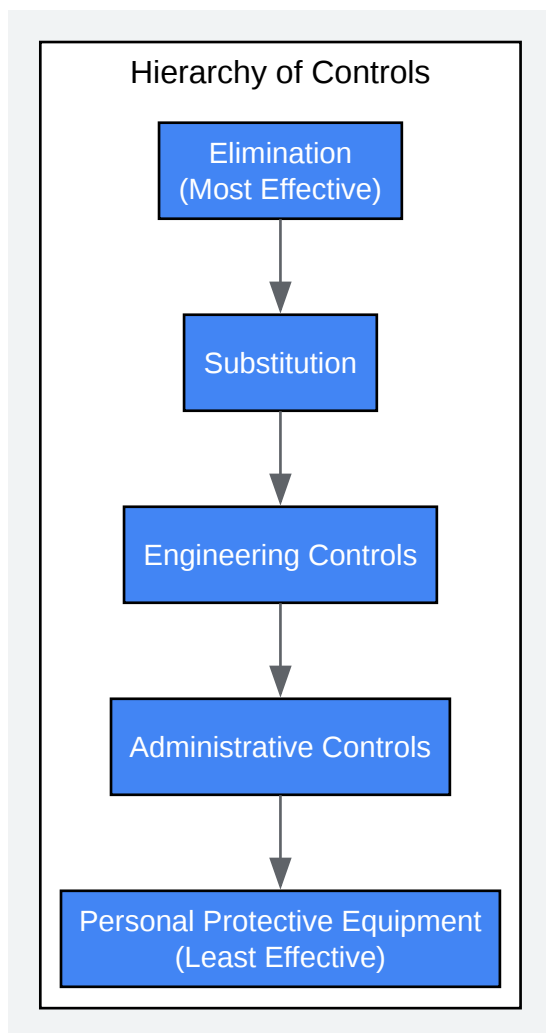 Hierarchy of Controls
Elimination
(Most Effective)
Substitution
Engineering Controls
Administrative Controls
Personal Protective Equipment
(Least Effective)